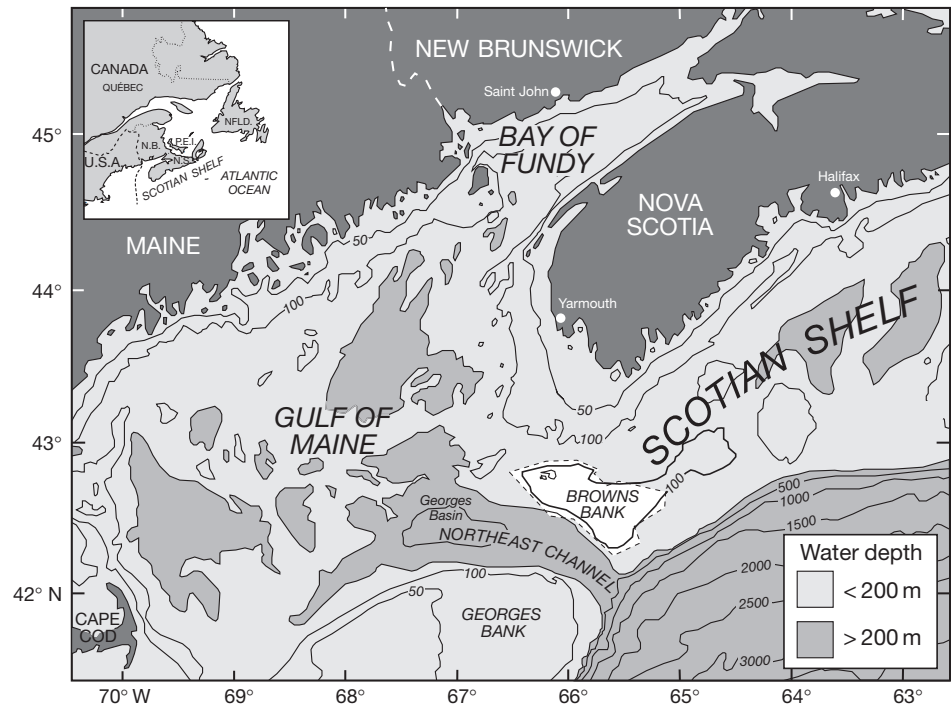 NEW BRUNSWICK
CANADA
QUÉBEC
NFLD.
N.B.
P.E.I.
N.S.
U.S.A.
SCOTIAN SHELF
ATLANTIC
OCEAN
Saint John
45°
BAY OF
FUNDY
Halifax
NOVA
SCOTIA
MAINE
50
44°
100
Yarmouth
SCOTIAN SHELF
50
GULF OF
MAINE
43°
100
100
500
1000
1500
BROWNS
BANK
Georges
Basin
NORTHEAST CHANNEL
2000
2500
3000
Water depth
< 200 m
> 200 m
42° N
100
50
GEORGES
BANK
CAPE
COD
70° W
69°
68°
67°
66°
65°
64°
63°